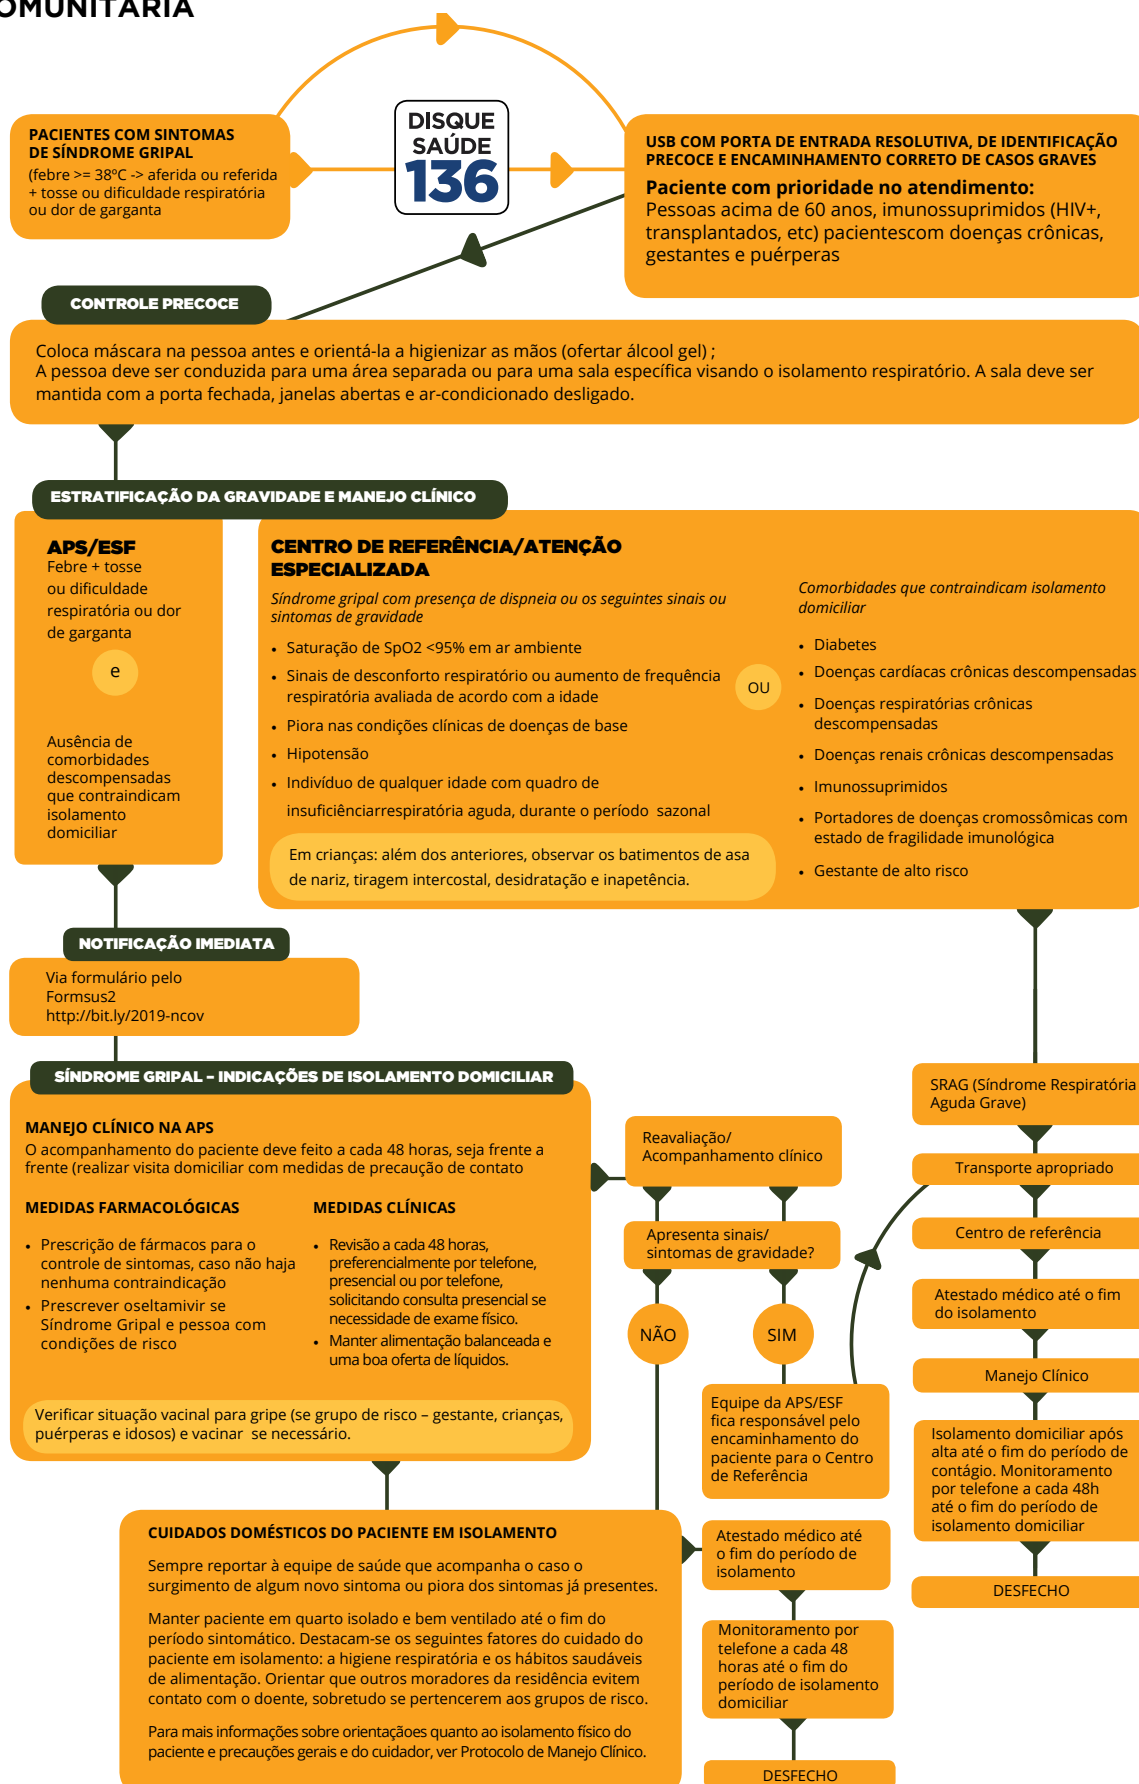 OMUNITÁRIA
PACIENTES COM SINTOMAS
DE SÍNDROME GRIPAL
(febre >= 38ºC -> aferida ou referida
+ tosse ou dificuldade respiratória
ou dor de garganta
DISQUE
SAÚDE
136
USB COM PORTA DE ENTRADA RESOLUTIVA, DE IDENTIFICAÇÃO
PRECOCE E ENCAMINHAMENTO CORRETO DE CASOS GRAVES
Paciente com prioridade no atendimento:
Pessoas acima de 60 anos, imunossuprimidos (HIV+,
transplantados, etc) pacientescom doenças crônicas,
gestantes e puérperas
CONTROLE PRECOCE
Coloca máscara na pessoa antes e orientá-la a higienizar as mãos (ofertar álcool gel) ;
A pessoa deve ser conduzida para uma área separada ou para uma sala específica visando o isolamento respiratório. A sala deve ser
mantida com a porta fechada, janelas abertas e ar-condicionado desligado.
ESTRATIFICAÇÃO DA GRAVIDADE E MANEJO CLÍNICO
APS/ESF
Febre + tosse
ou dificuldade
respiratória ou dor
de garganta
e
Ausência de
comorbidades
descompensadas
que contraindicam
isolamento
domiciliar
CENTRO DE REFERÊNCIA/ATENÇÃO
ESPECIALIZADA
Síndrome gripal com presença de dispneia ou os seguintes sinais ou
sintomas de gravidade
• Saturação de SpO2 <95% em ar ambiente
• Sinais de desconforto respiratório ou aumento de frequência
respiratória avaliada de acordo com a idade
• Piora nas condições clínicas de doenças de base
• Hipotensão
• Indivíduo de qualquer idade com quadro de
insuficiênciarrespiratória aguda, durante o período sazonal
Em crianças: além dos anteriores, observar os batimentos de asa
de nariz, tiragem intercostal, desidratação e inapetência.
OU
Comorbidades que contraindicam isolamento
domiciliar
• Diabetes
• Doenças cardíacas crônicas descompensadas
• Doenças respiratórias crônicas
descompensadas
• Doenças renais crônicas descompensadas
• Imunossuprimidos
• Portadores de doenças cromossômicas com
estado de fragilidade imunológica
• Gestante de alto risco
NOTIFICAÇÃO IMEDIATA
Via formulário pelo
Formsus2
http://bit.ly/2019-ncov
SÍNDROME GRIPAL – INDICAÇÕES DE ISOLAMENTO DOMICILIAR
MANEJO CLÍNICO NA APS
O acompanhamento do paciente deve feito a cada 48 horas, seja frente a
frente (realizar visita domiciliar com medidas de precaução de contato
MEDIDAS FARMACOLÓGICAS
• Prescrição de fármacos para o
controle de sintomas, caso não haja
nenhuma contraindicação
• Prescrever oseltamivir se
Síndrome Gripal e pessoa com
condições de risco
MEDIDAS CLÍNICAS
• Revisão a cada 48 horas,
preferencialmente por telefone,
presencial ou por telefone,
solicitando consulta presencial se
necessidade de exame físico.
• Manter alimentação balanceada e
uma boa oferta de líquidos.
Verificar situação vacinal para gripe (se grupo de risco – gestante, crianças,
puérperas e idosos) e vacinar se necessário.
Reavaliação/
Acompanhamento clínico
Apresenta sinais/
sintomas de gravidade?
NÃO
SIM
Equipe da APS/ESF
fica responsável pelo
encaminhamento do
paciente para o Centro
de Referência
SRAG (Síndrome Respiratória
Aguda Grave)
Transporte apropriado
Centro de referência
Atestado médico até o fim
do isolamento
Manejo Clínico
Isolamento domiciliar após
alta até o fim do período de
contágio. Monitoramento
por telefone a cada 48h
até o fim do período de
isolamento domiciliar
DESFECHO
CUIDADOS DOMÉSTICOS DO PACIENTE EM ISOLAMENTO
Sempre reportar à equipe de saúde que acompanha o caso o
surgimento de algum novo sintoma ou piora dos sintomas já presentes.
Manter paciente em quarto isolado e bem ventilado até o fim do
período sintomático. Destacam-se os seguintes fatores do cuidado do
paciente em isolamento: a higiene respiratória e os hábitos saudáveis
de alimentação. Orientar que outros moradores da residência evitem
contato com o doente, sobretudo se pertencerem aos grupos de risco.
Para mais informações sobre orientaçãoes quanto ao isolamento físico do
paciente e precauções gerais e do cuidador, ver Protocolo de Manejo Clínico.
Atestado médico até
o fim do período de
isolamento
Monitoramento por
telefone a cada 48
horas até o fim do
período de isolamento
domiciliar
DESFECHO